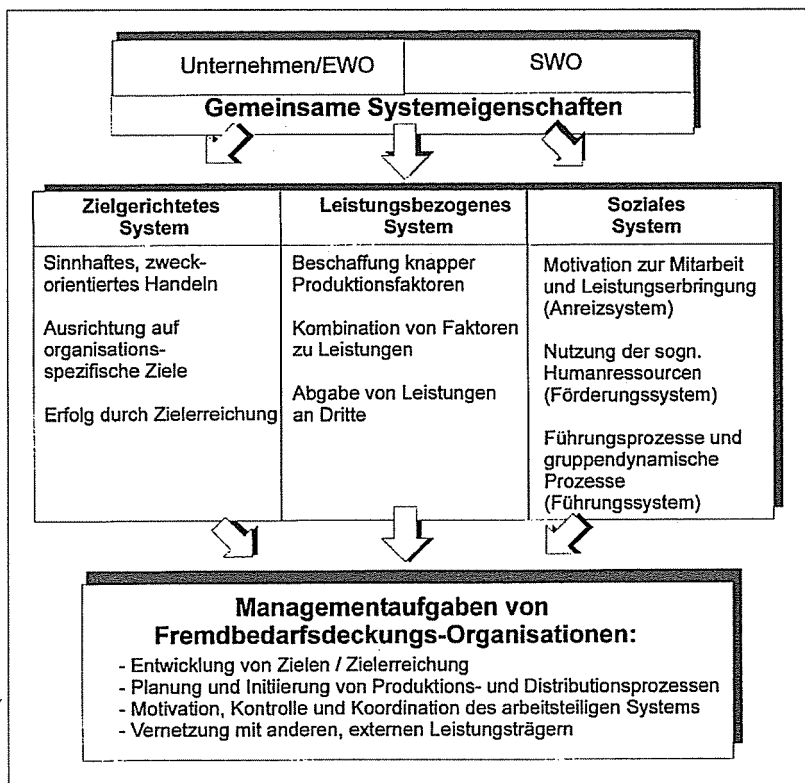 Unternehmen/EWO
SWO
Gemeinsame Systemeigenschaften
Zielgerichtetes
System
Sinnhaftes, zweck-
orientiertes Handeln
Ausrichtung auf
organisations-
spezifische Ziele
Erfolg durch Zielerreichung
Leistungsbezogenes
System
Beschaffung knapper
Produktionsfaktoren
Kombination von Faktoren
zu Leistungen
Abgabe von Leistungen
an Dritte
Soziales
System
Motivation zur Mitarbeit
und Leistungserbringung
(Anreizsystem)
Nutzung der sogn.
Humanressourcen
(Förderungssystem)
Führungsprozesse und
gruppendynamische
Prozesse
(Führungssystem)
Managementaufgaben von
Fremdbedarfsdeckungs-Organisationen:
- Entwicklung von Zielen / Zielerreichung
- Planung und Initiierung von Produktions- und Distributionsprozessen
- Motivation, Kontrolle und Koordination des arbeitsteiligen Systems
- Vernetzung mit anderen, externen Leistungsträgern